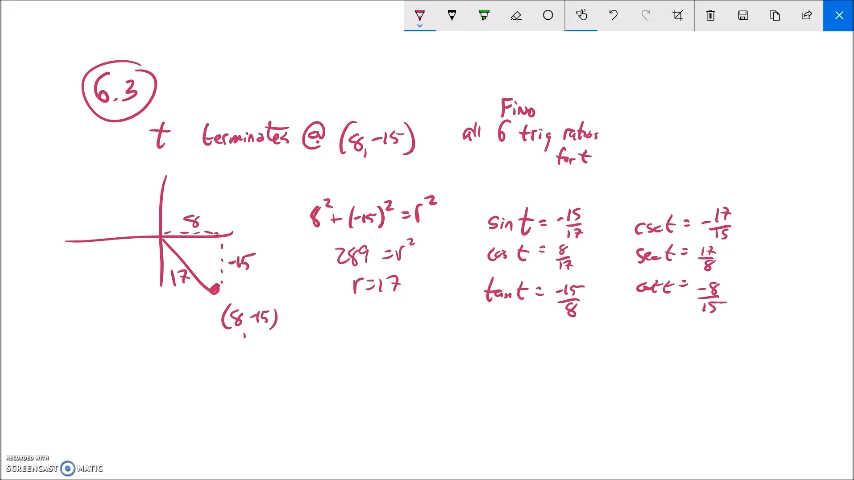 6.3
t terminates @ (8, -15)
Find
all 6 trig ratios
for t
8
-15
17
(8, -15)
8² + (-15)² = r²
289 = r²
r = 17
sin t = -15/17
cos t = 8/17
tan t = -15/8
csc t = -17/15
sec t = 17/8
cot t = -8/15
RECORDED WITH
SCREENCAST MATIC